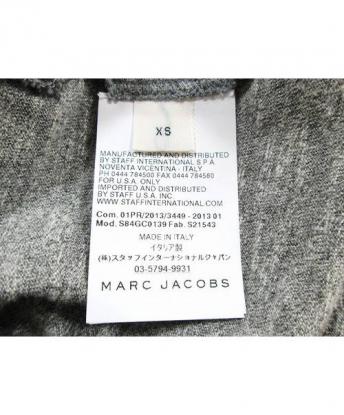 XS
MANUFACTURED AND DISTRIBUTED
BY STAFF INTERNATIONAL S.P.A.
NOVENTA VICENTINA - ITALY
PH 0444 784500 FAX 0444 784580
FOR U.S.A. ONLY
IMPORTED AND DISTRIBUTED
BY STAFF USA INC.
WWW.STAFFINTERNATIONAL.COM
Com. 01PR/2013/3449 - 2013 01
Mod. S84GC0139 Fab. S21543
MADE IN ITALY
イタリア製
(株)スタッフインターナショナルジャパン
03-5794-9931
MARC JACOBS